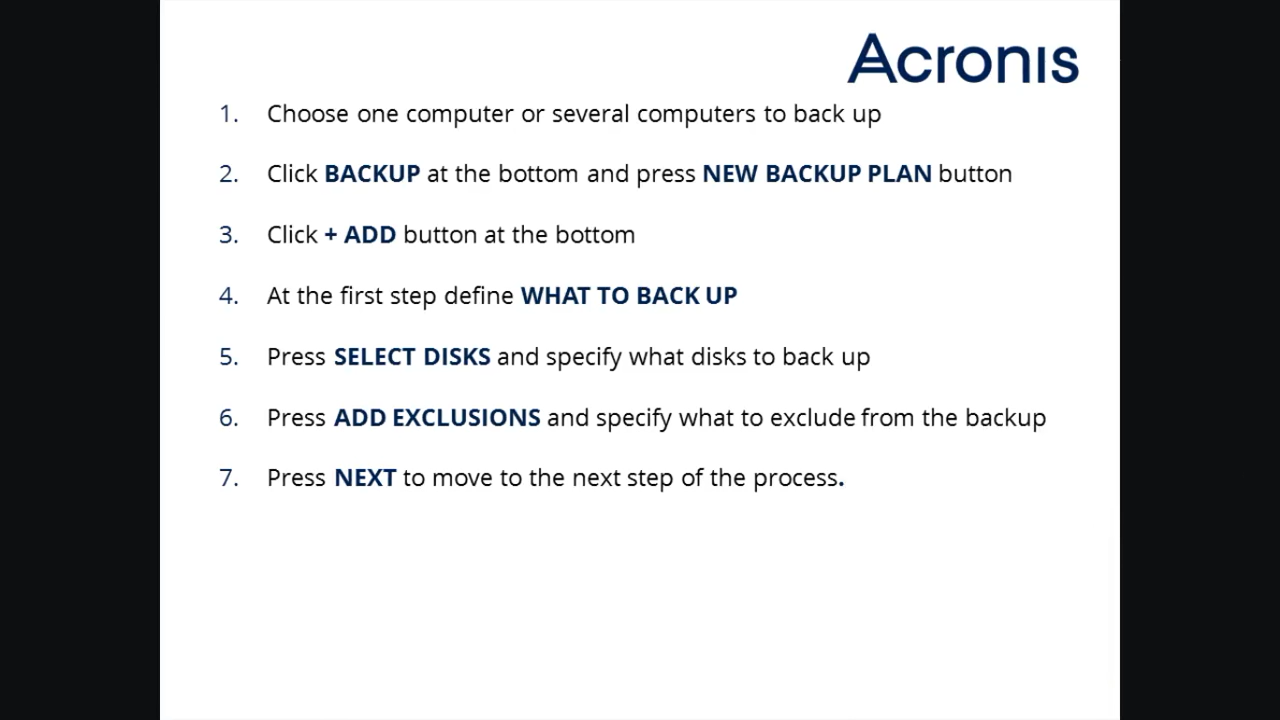 Acronis
1. Choose one computer or several computers to back up
2. Click BACKUP at the bottom and press NEW BACKUP PLAN button
3. Click + ADD button at the bottom
4. At the first step define WHAT TO BACK UP
5. Press SELECT DISKS and specify what disks to back up
6. Press ADD EXCLUSIONS and specify what to exclude from the backup
7. Press NEXT to move to the next step of the process.